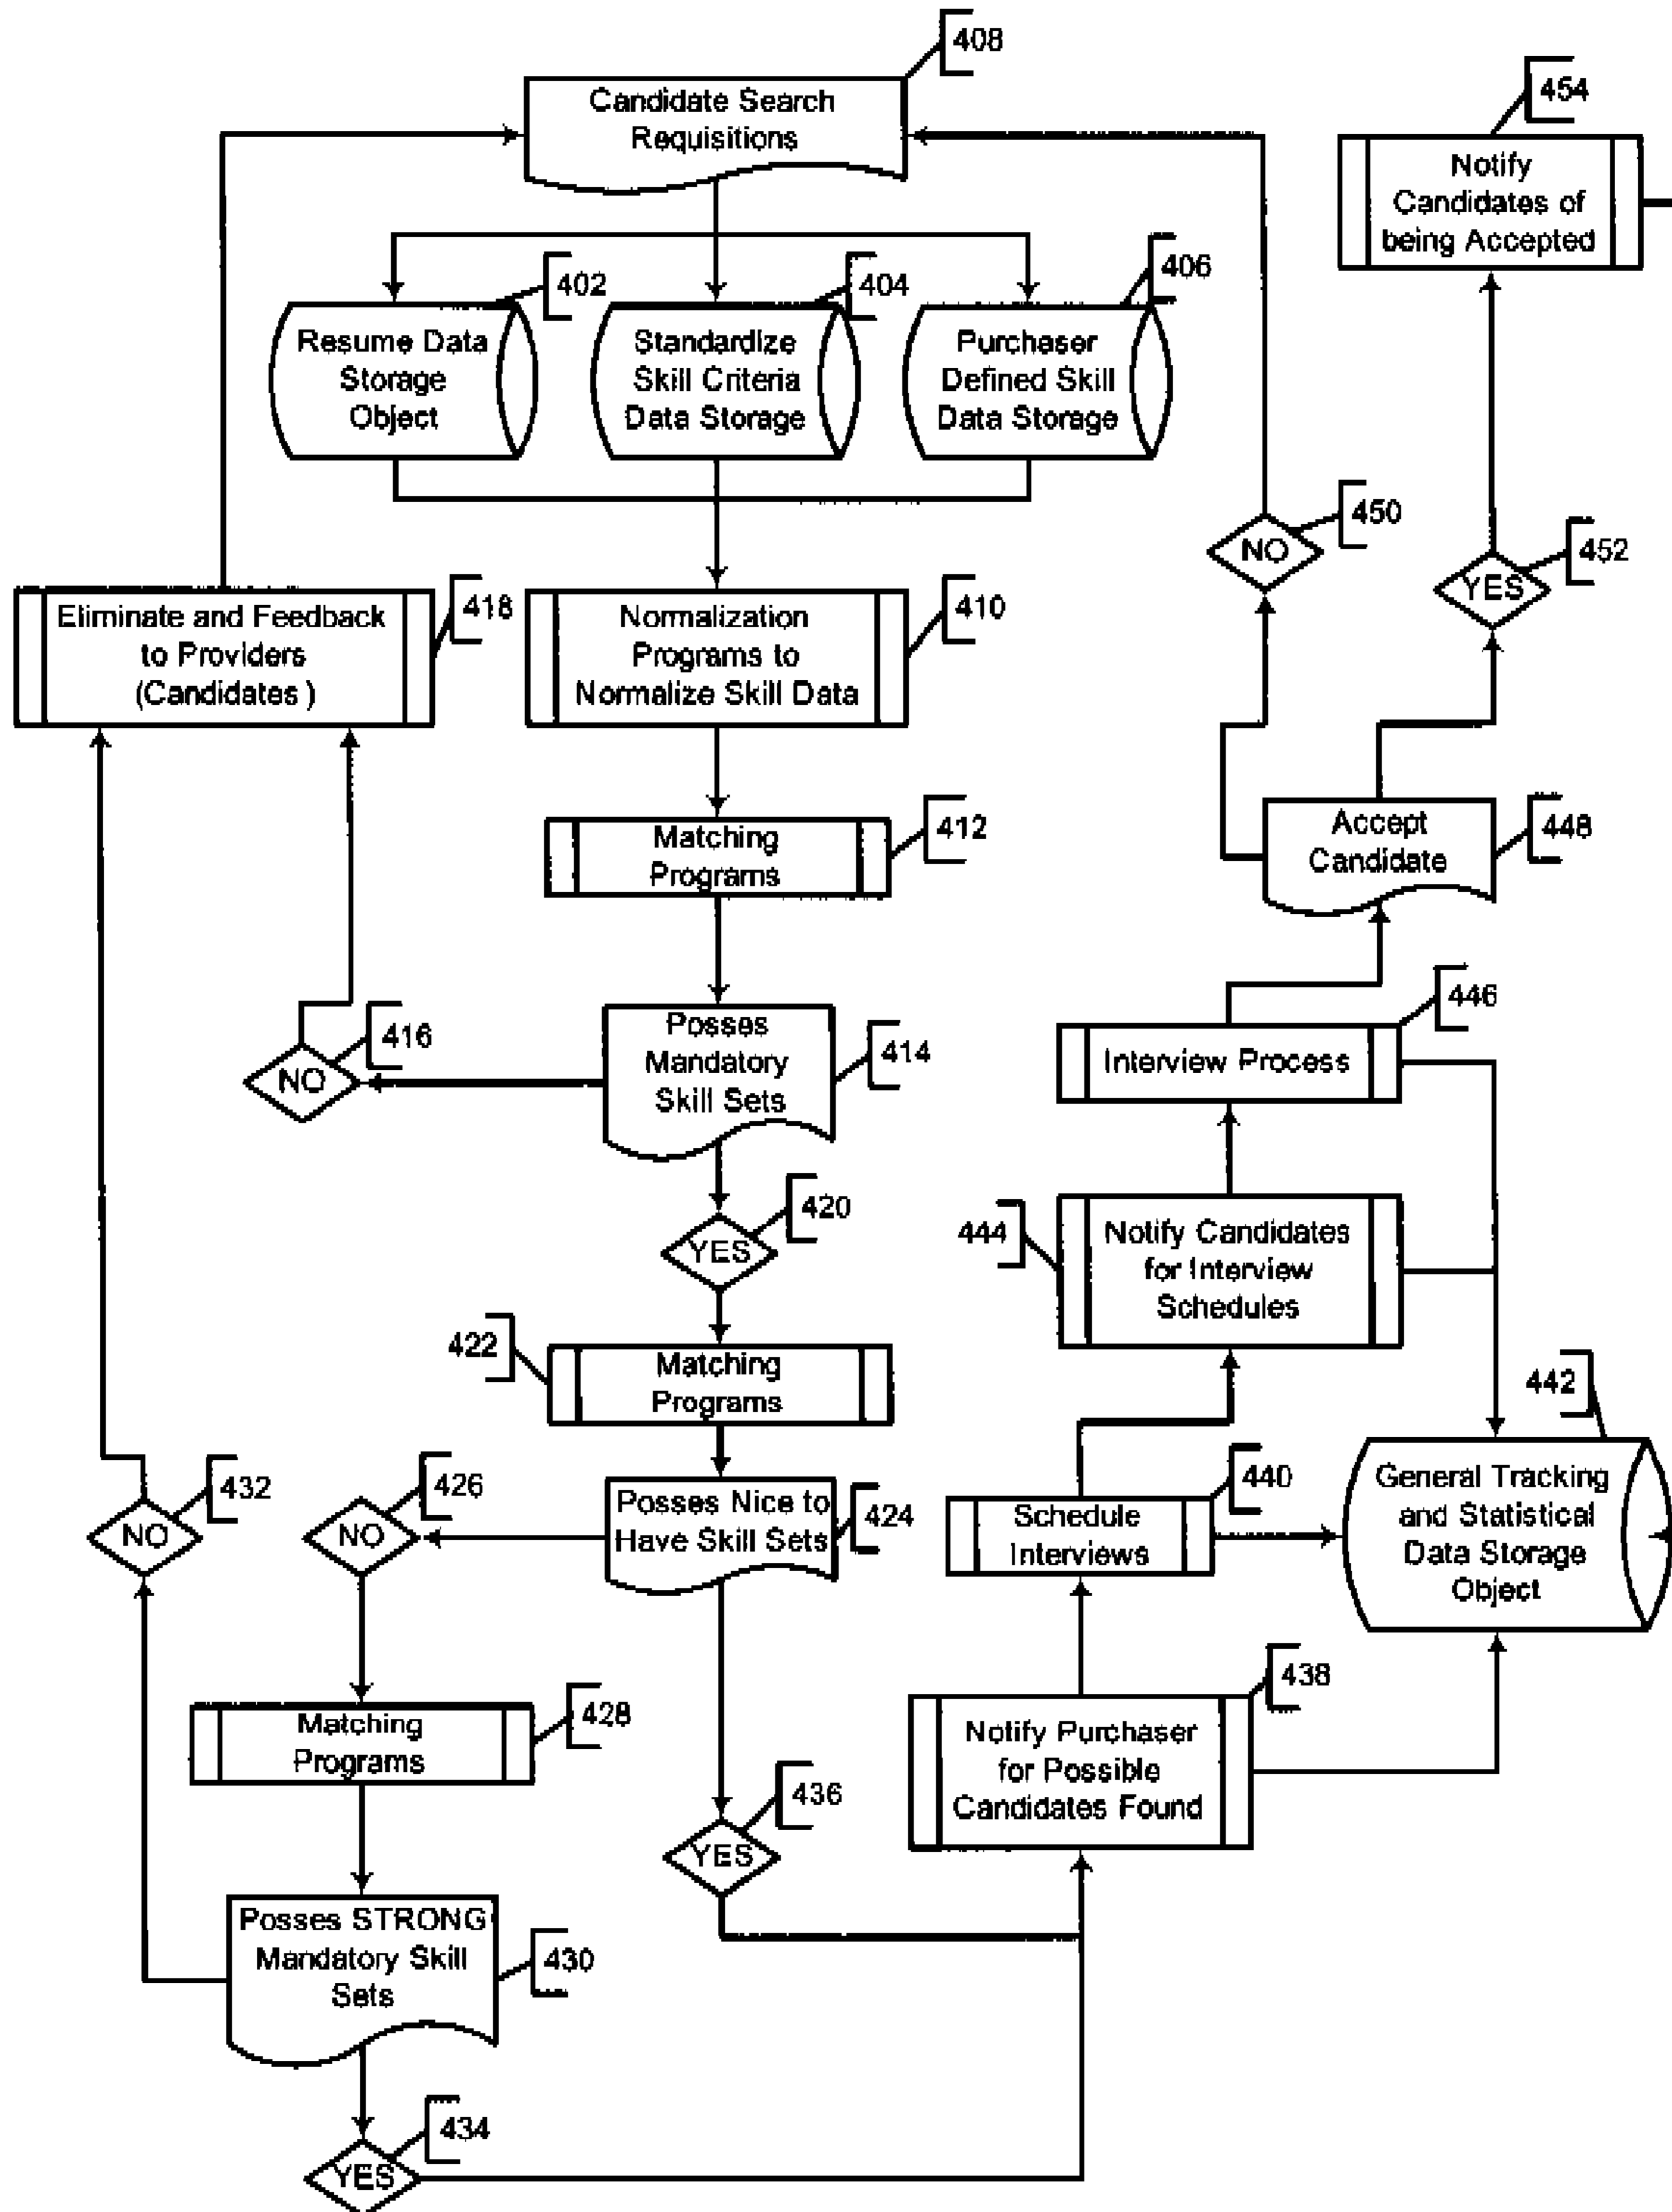 408
Candidate Search
Requisitions
454
Notify
Candidates of
being Accepted
402
404
406
Resume Data
Storage
Object
Standardize
Skill Criteria
Data Storage
Purchaser
Defined Skill
Data Storage
450
NO
452
YES
418
Eliminate and Feedback
to Providers
(Candidates )
410
Normalization
Programs to
Normalize Skill Data
412
Matching
Programs
448
Accept
Candidate
416
NO
414
Posses
Mandatory
Skill Sets
446
Interview Process
420
YES
444
Notify Candidates
for Interview
Schedules
422
Matching
Programs
442
General Tracking
and Statistical
Data Storage
Object
432
NO
426
NO
424
Posses Nice to
Have Skill Sets
440
Schedule
Interviews
428
Matching
Programs
438
Notify Purchaser
for Possible
Candidates Found
436
YES
430
Posses STRONG
Mandatory Skill
Sets
434
YES